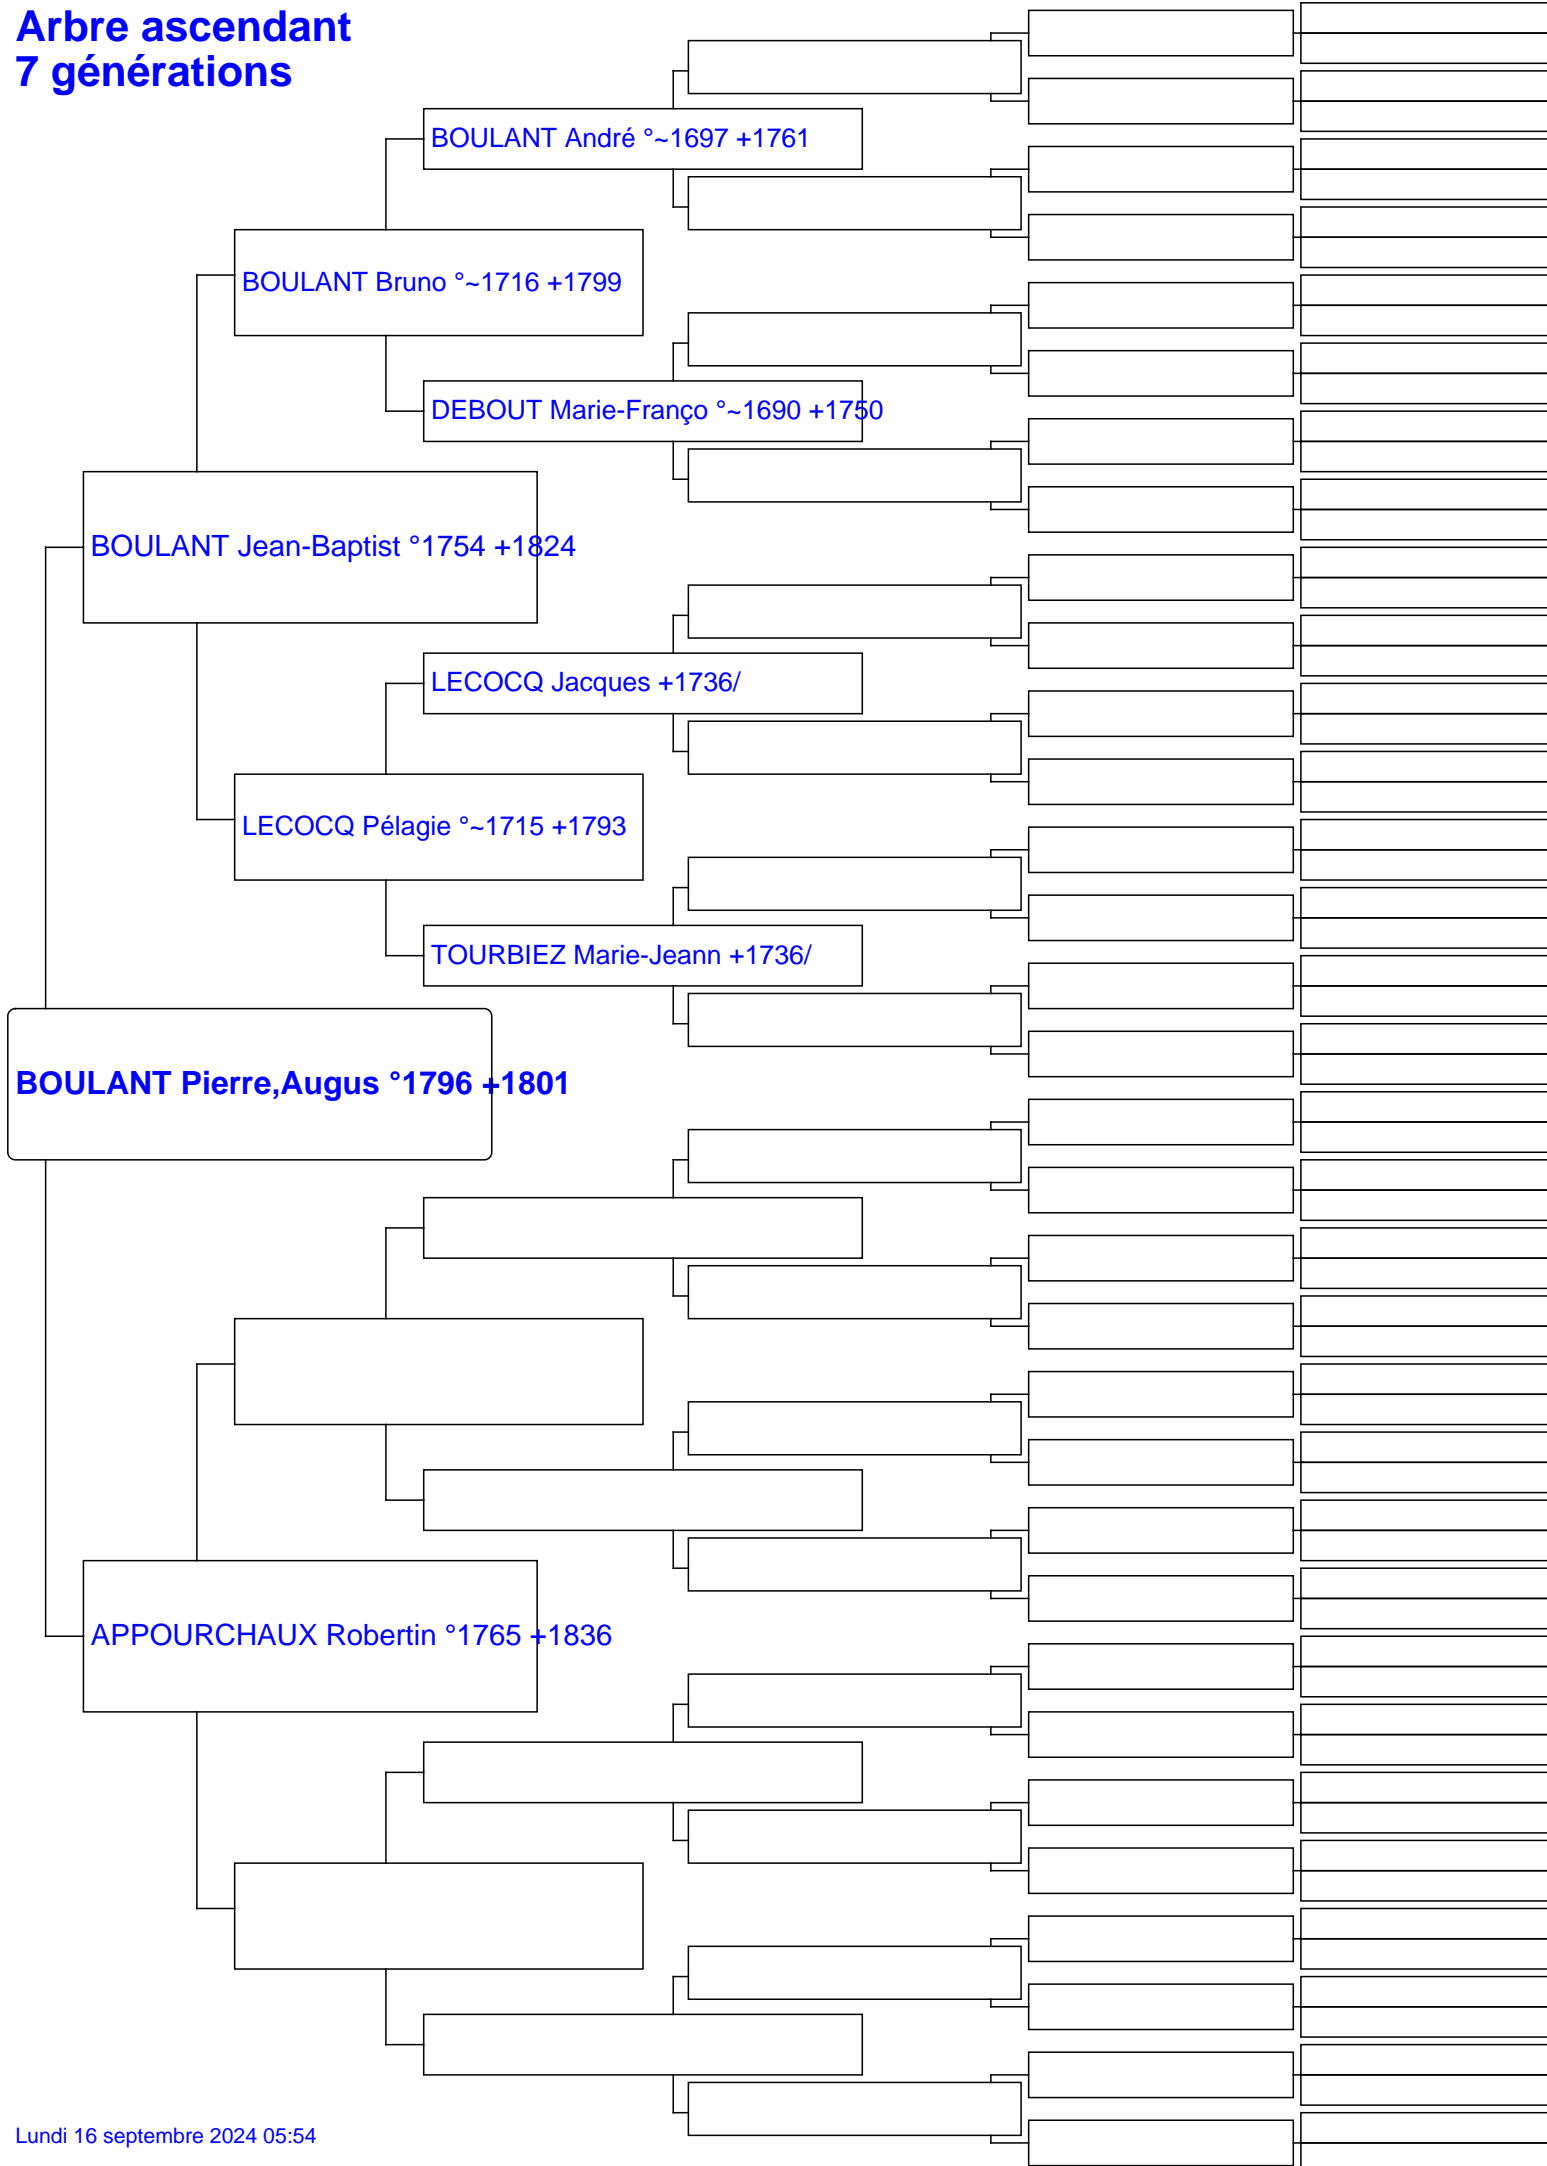 Arbre ascendant
7 générations
BOULANT André °~1697 +1761
BOULANT Bruno °~1716 +1799
DEBOUT Marie-Franço °~1690 +1750
BOULANT Jean-Baptist °1754 +1824
LECOCQ Jacques +1736/
LECOCQ Pélagie °~1715 +1793
TOURBIEZ Marie-Jeann +1736/
BOULANT Pierre,Augus °1796 +1801
APPOURCHAUX Robertin °1765 +1836
Lundi 16 septembre 2024 05:54